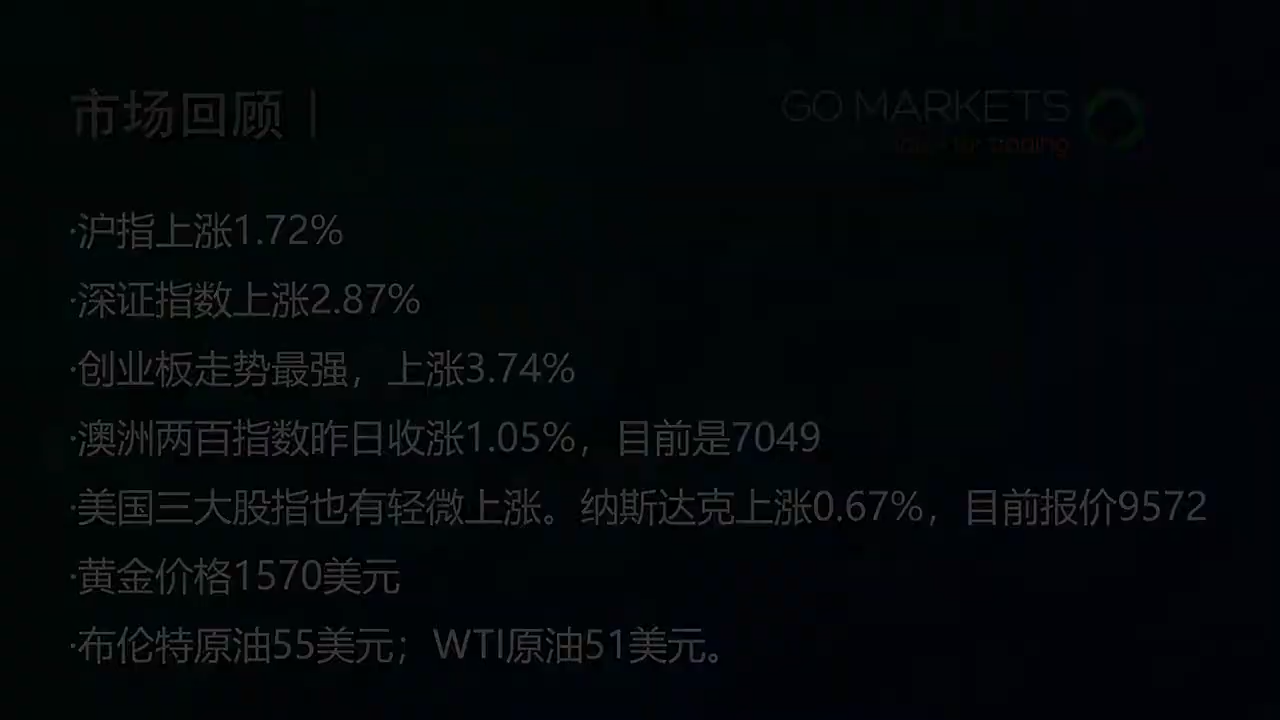 市场回顾｜
GO MARKETS
·沪指上涨1.72%
·深证指数上涨2.87%
·创业板走势最强，上涨3.74%
·澳洲两百指数昨日收涨1.05%，目前是7049
·美国三大股指也有轻微上涨。纳斯达克上涨0.67%，目前报价9572
·黄金价格1570美元
·布伦特原油55美元；WTI原油51美元。